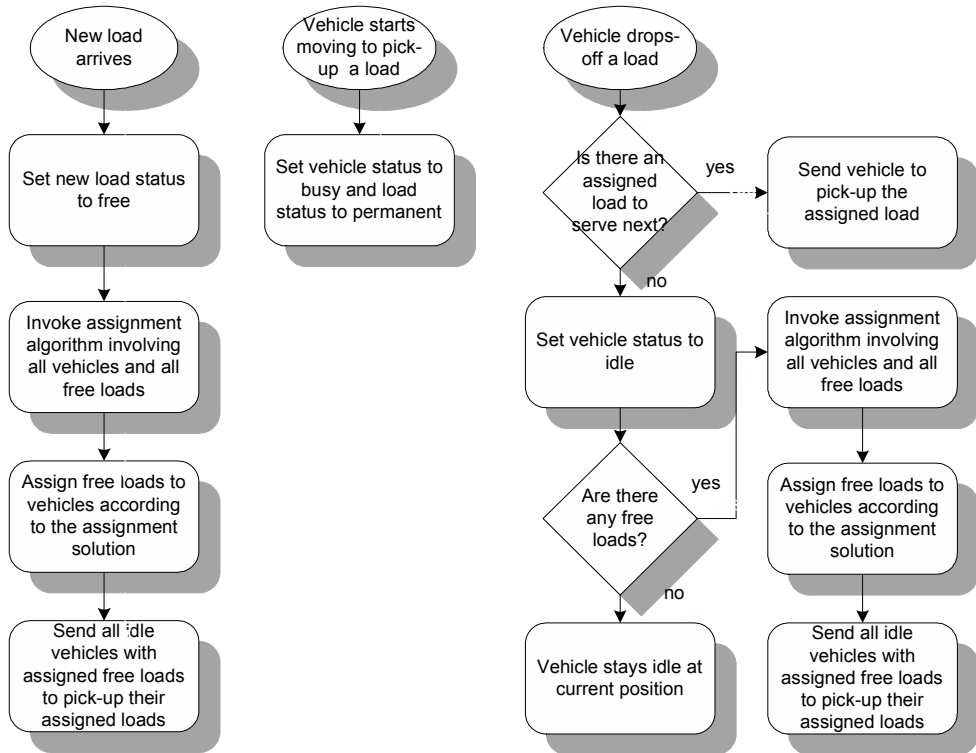 New load
arrives
Set new load status
to free
Invoke assignment
algorithm involving
all vehicles and all
free loads
Assign free loads to
vehicles according
to the assignment
solution
Send all idle
vehicles with
assigned free loads
to pick-up their
assigned loads
Vehicle starts
moving to pick-
up a load
Set vehicle status to
busy and load
status to permanent
Vehicle drops-
off a load
Is there an
assigned
load to
serve next?
yes
Send vehicle to
pick-up the
assigned load
no
Set vehicle status to
idle
Are there
any free
loads?
yes
no
Vehicle stays idle at
current position
Invoke assignment
algorithm involving
all vehicles and all
free loads
Assign free loads to
vehicles according
to the assignment
solution
Send all idle
vehicles with
assigned free loads
to pick-up their
assigned loads